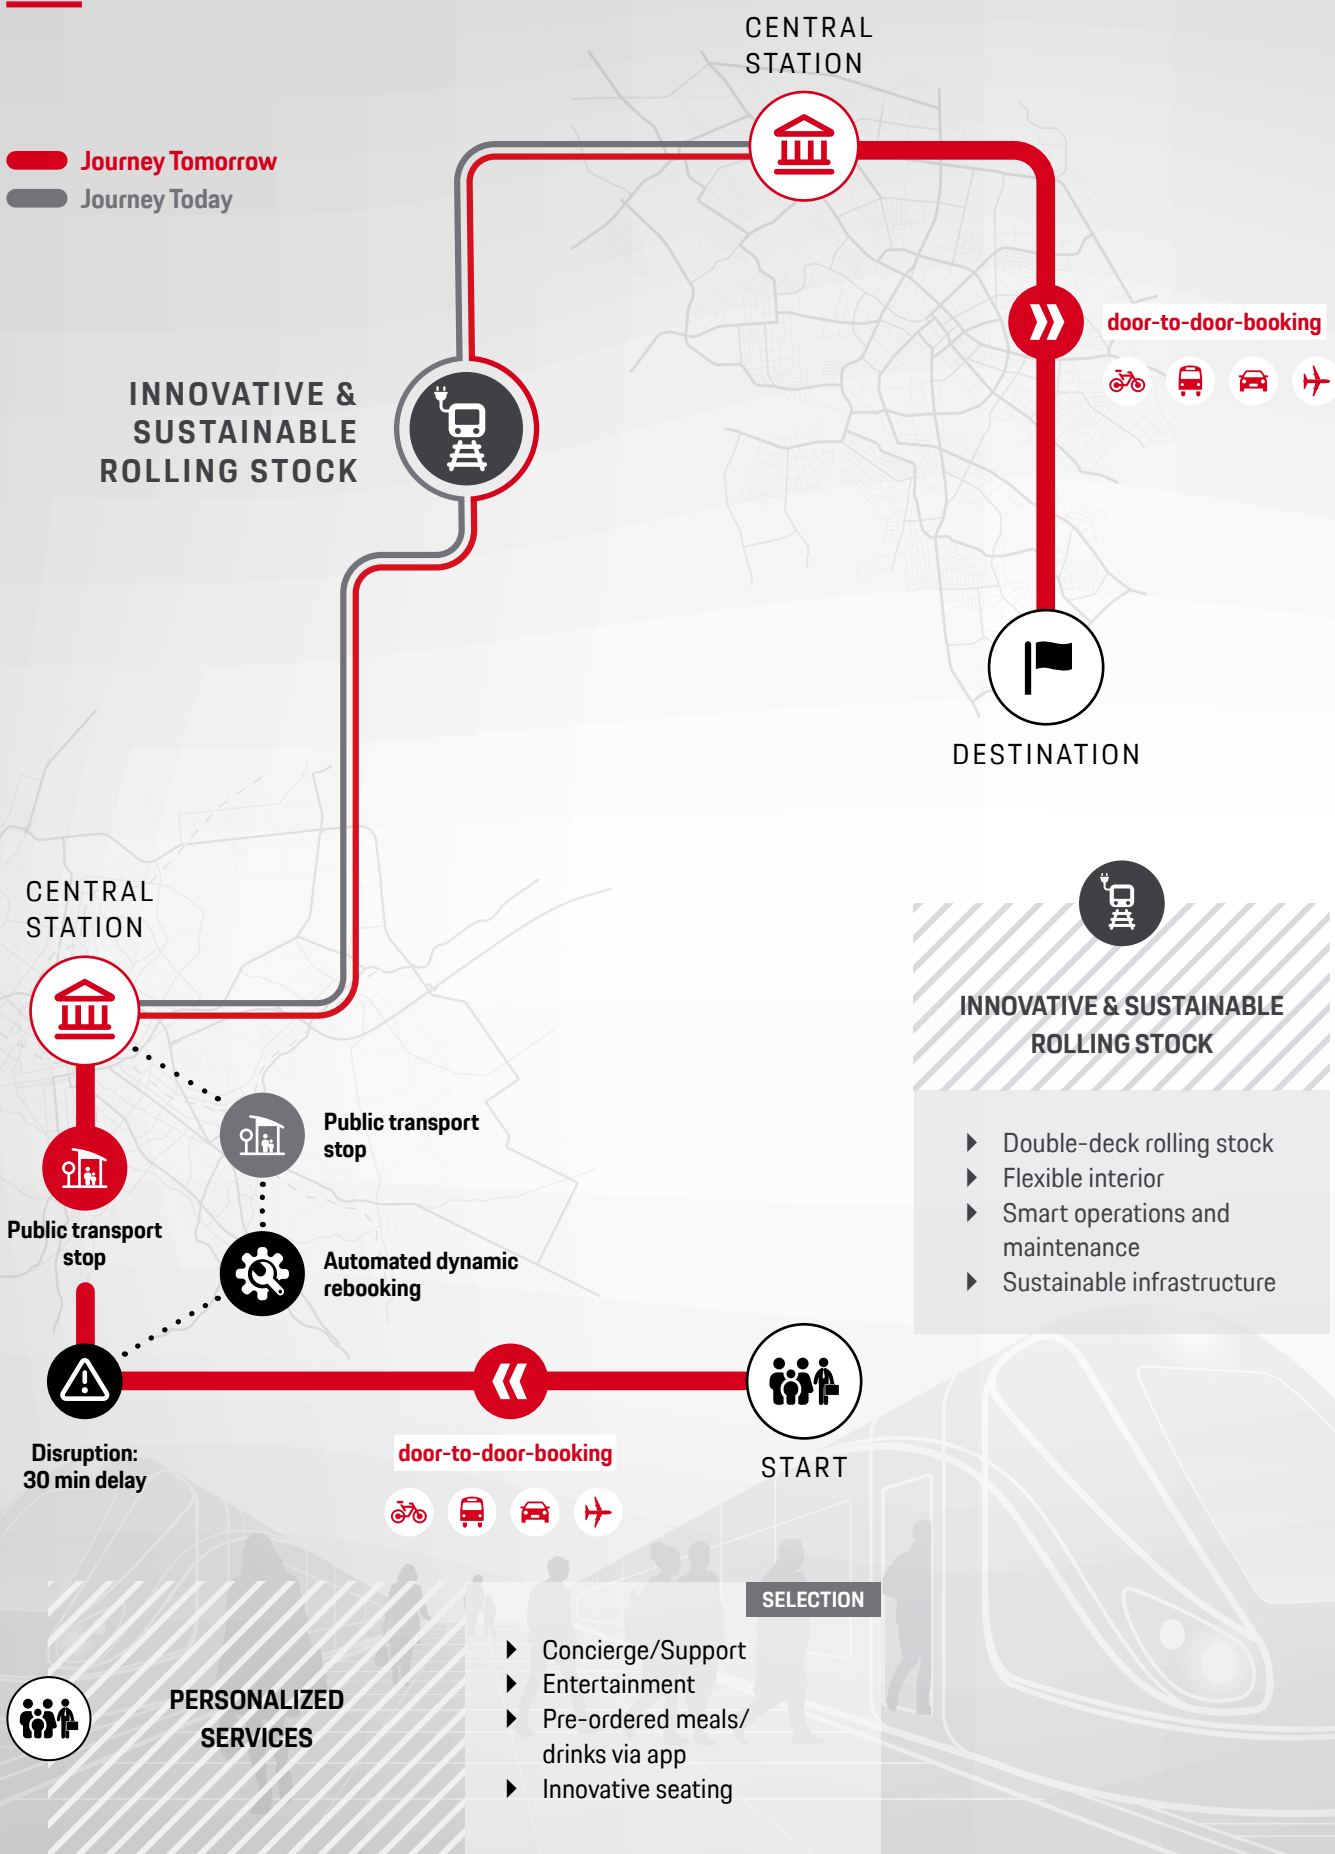 CENTRAL
STATION
Journey Tomorrow
Journey Today
door-to-door-booking
INNOVATIVE &
SUSTAINABLE
ROLLING STOCK
DESTINATION
CENTRAL
STATION
INNOVATIVE & SUSTAINABLE
ROLLING STOCK
Double-deck rolling stock
Flexible interior
Smart operations and
maintenance
Sustainable infrastructure
Public transport
stop
Public transport
stop
Automated dynamic
rebooking
Disruption:
30 min delay
door-to-door-booking
START
SELECTION
PERSONALIZED
SERVICES
Concierge/Support
Entertainment
Pre-ordered meals/
drinks via app
Innovative seating